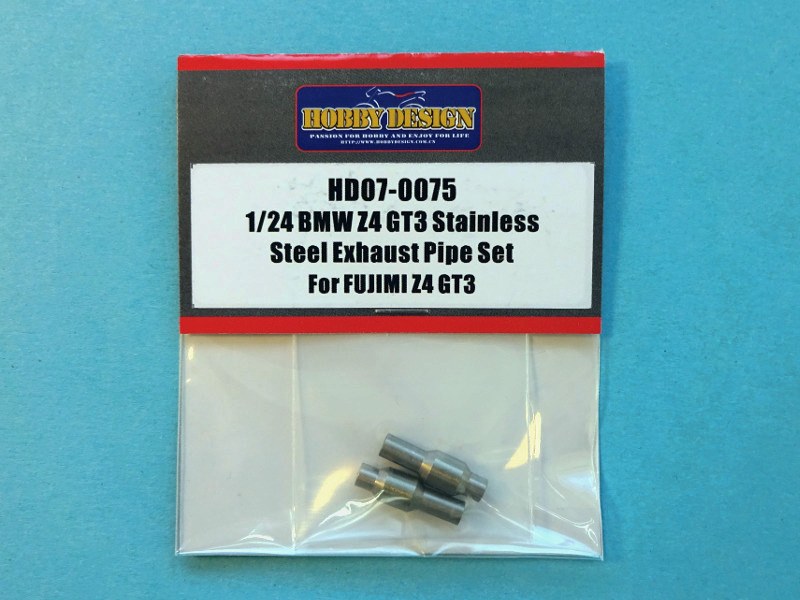 HOBBY DESIGN
PASSION FOR HOBBY AND ENJOY FOR LIFE
HTTP://WWW.HOBBYDESIGN.COM.CN
HD07-0075
1/24 BMW Z4 GT3 Stainless
Steel Exhaust Pipe Set
For FUJIMI Z4 GT3